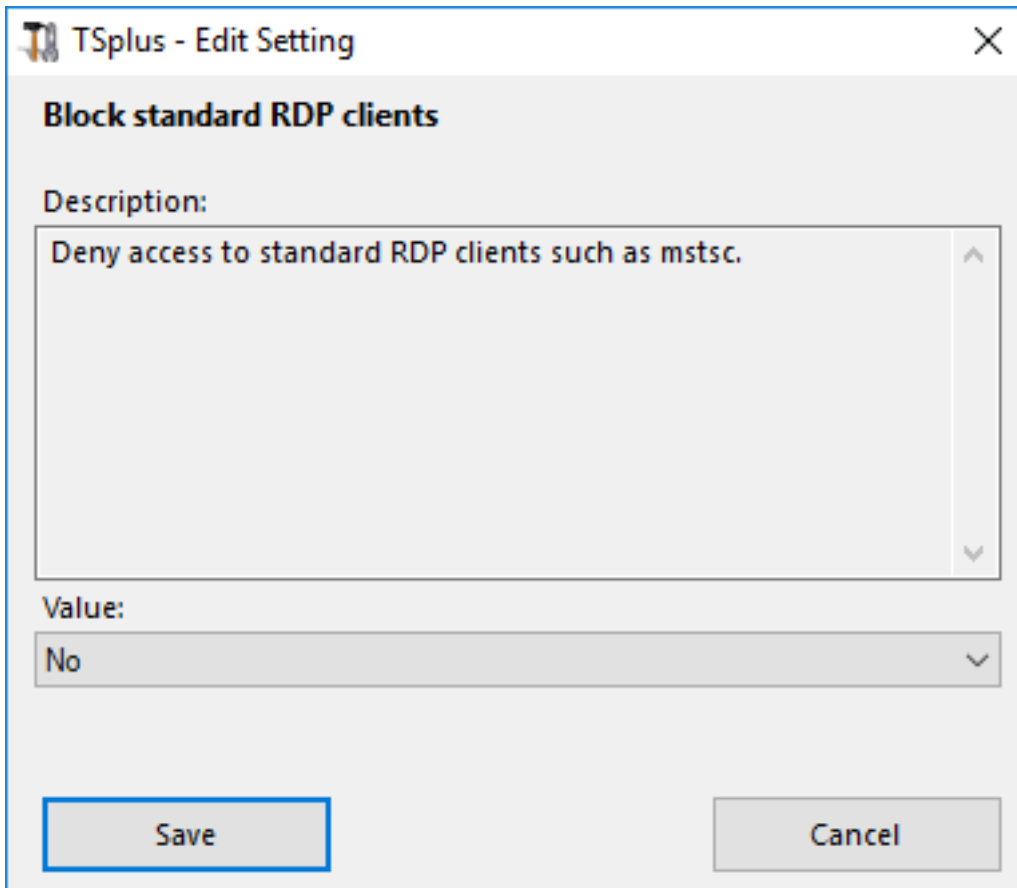 TSplus - Edit Setting
Block standard RDP clients
Description:
Deny access to standard RDP clients such as mstsc.
Value:
No
Save
Cancel